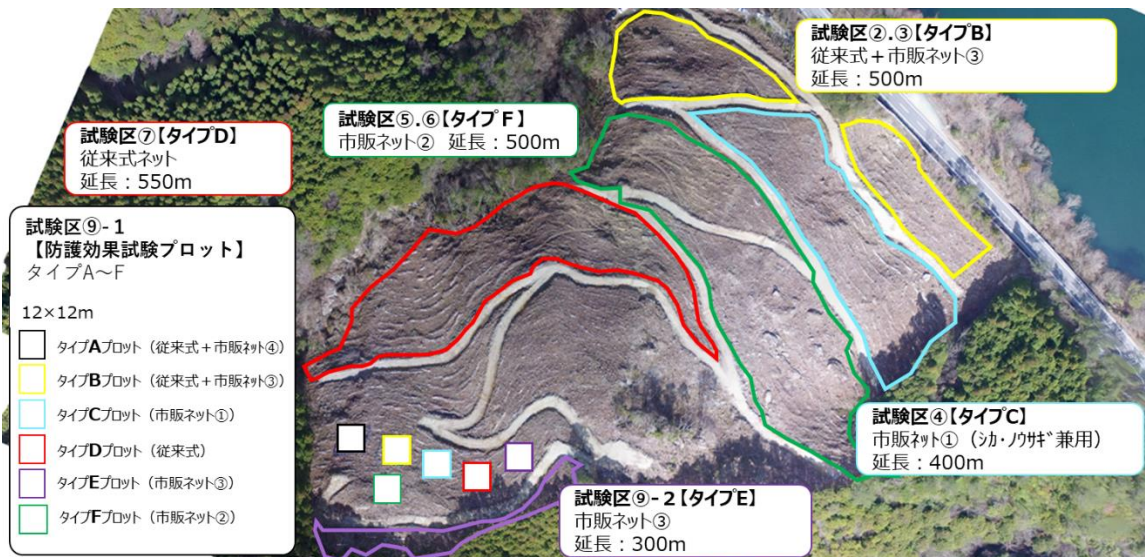 試験区②.③【タイプB】
従来式+市販ネット③
延長:500m
試験区⑤.⑥【タイプF】
市販ネット② 延長:500m
試験区⑦【タイプD】
従来式ネット
延長:550m
試験区⑨-1
【防護効果試験プロット】
タイプA~F
12×12m
タイプAプロット(従来式+市販ネット④)
タイプBプロット(従来式+市販ネット③)
タイプCプロット(市販ネット①)
タイプDプロット(従来式)
タイプEプロット(市販ネット③)
タイプFプロット(市販ネット②)
試験区④【タイプC】
市販ネット①(シカ・ノウサギ兼用)
延長:400m
試験区⑨-2【タイプE】
市販ネット③
延長:300m